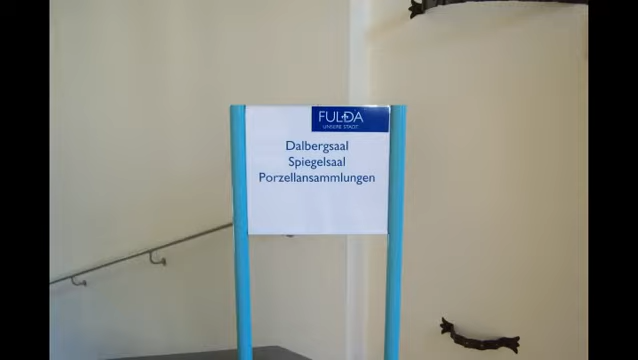 FULDA
UNSERE STADT
Dalbergsaal
Spiegelsaal
Porzellansammlungen